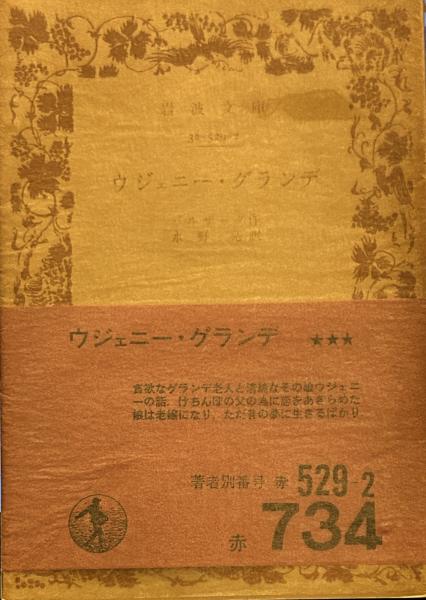 岩波文庫
38-529-2
ウジェニー・グランデ
バルザック作
水野亮訳
ウジェニー・グランデ ★★★
貪欲なグランデ老人と清純なその娘ウジェニ
ーの話．けちん坊の父の為に恋をあきらめた
娘は老嬢になり，ただ昔の夢に生きるばかり
著者別番号 赤 529-2
赤 734